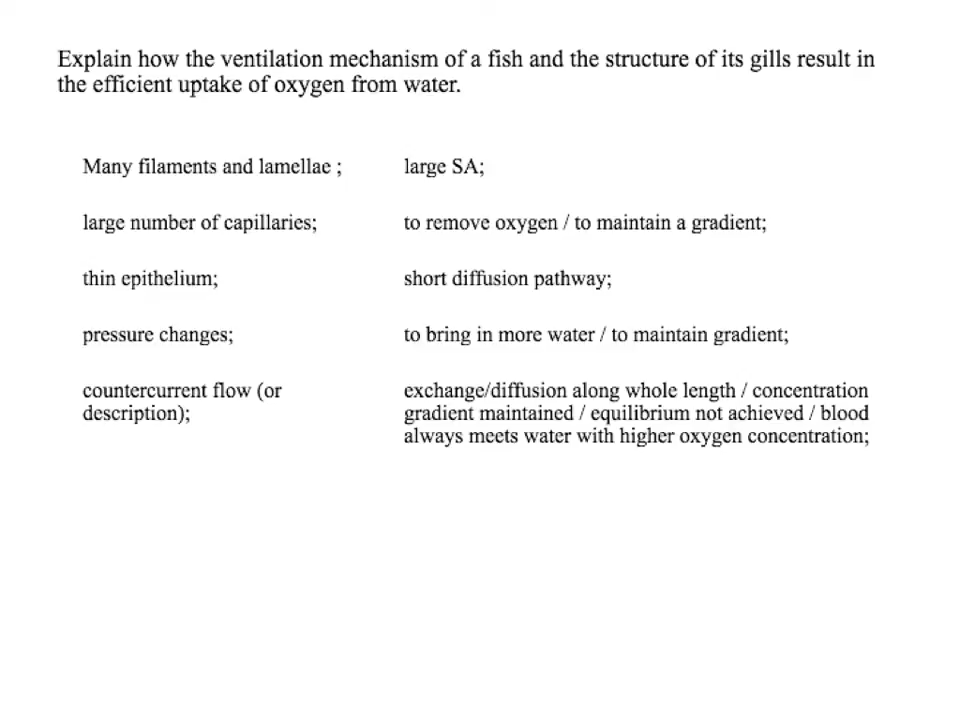 Explain how the ventilation mechanism of a fish and the structure of its gills result in
the efficient uptake of oxygen from water.
Many filaments and lamellae ; large SA;
large number of capillaries; to remove oxygen / to maintain a gradient;
thin epithelium; short diffusion pathway;
pressure changes; to bring in more water / to maintain gradient;
countercurrent flow (or
description);
exchange/diffusion along whole length / concentration
gradient maintained / equilibrium not achieved / blood
always meets water with higher oxygen concentration;